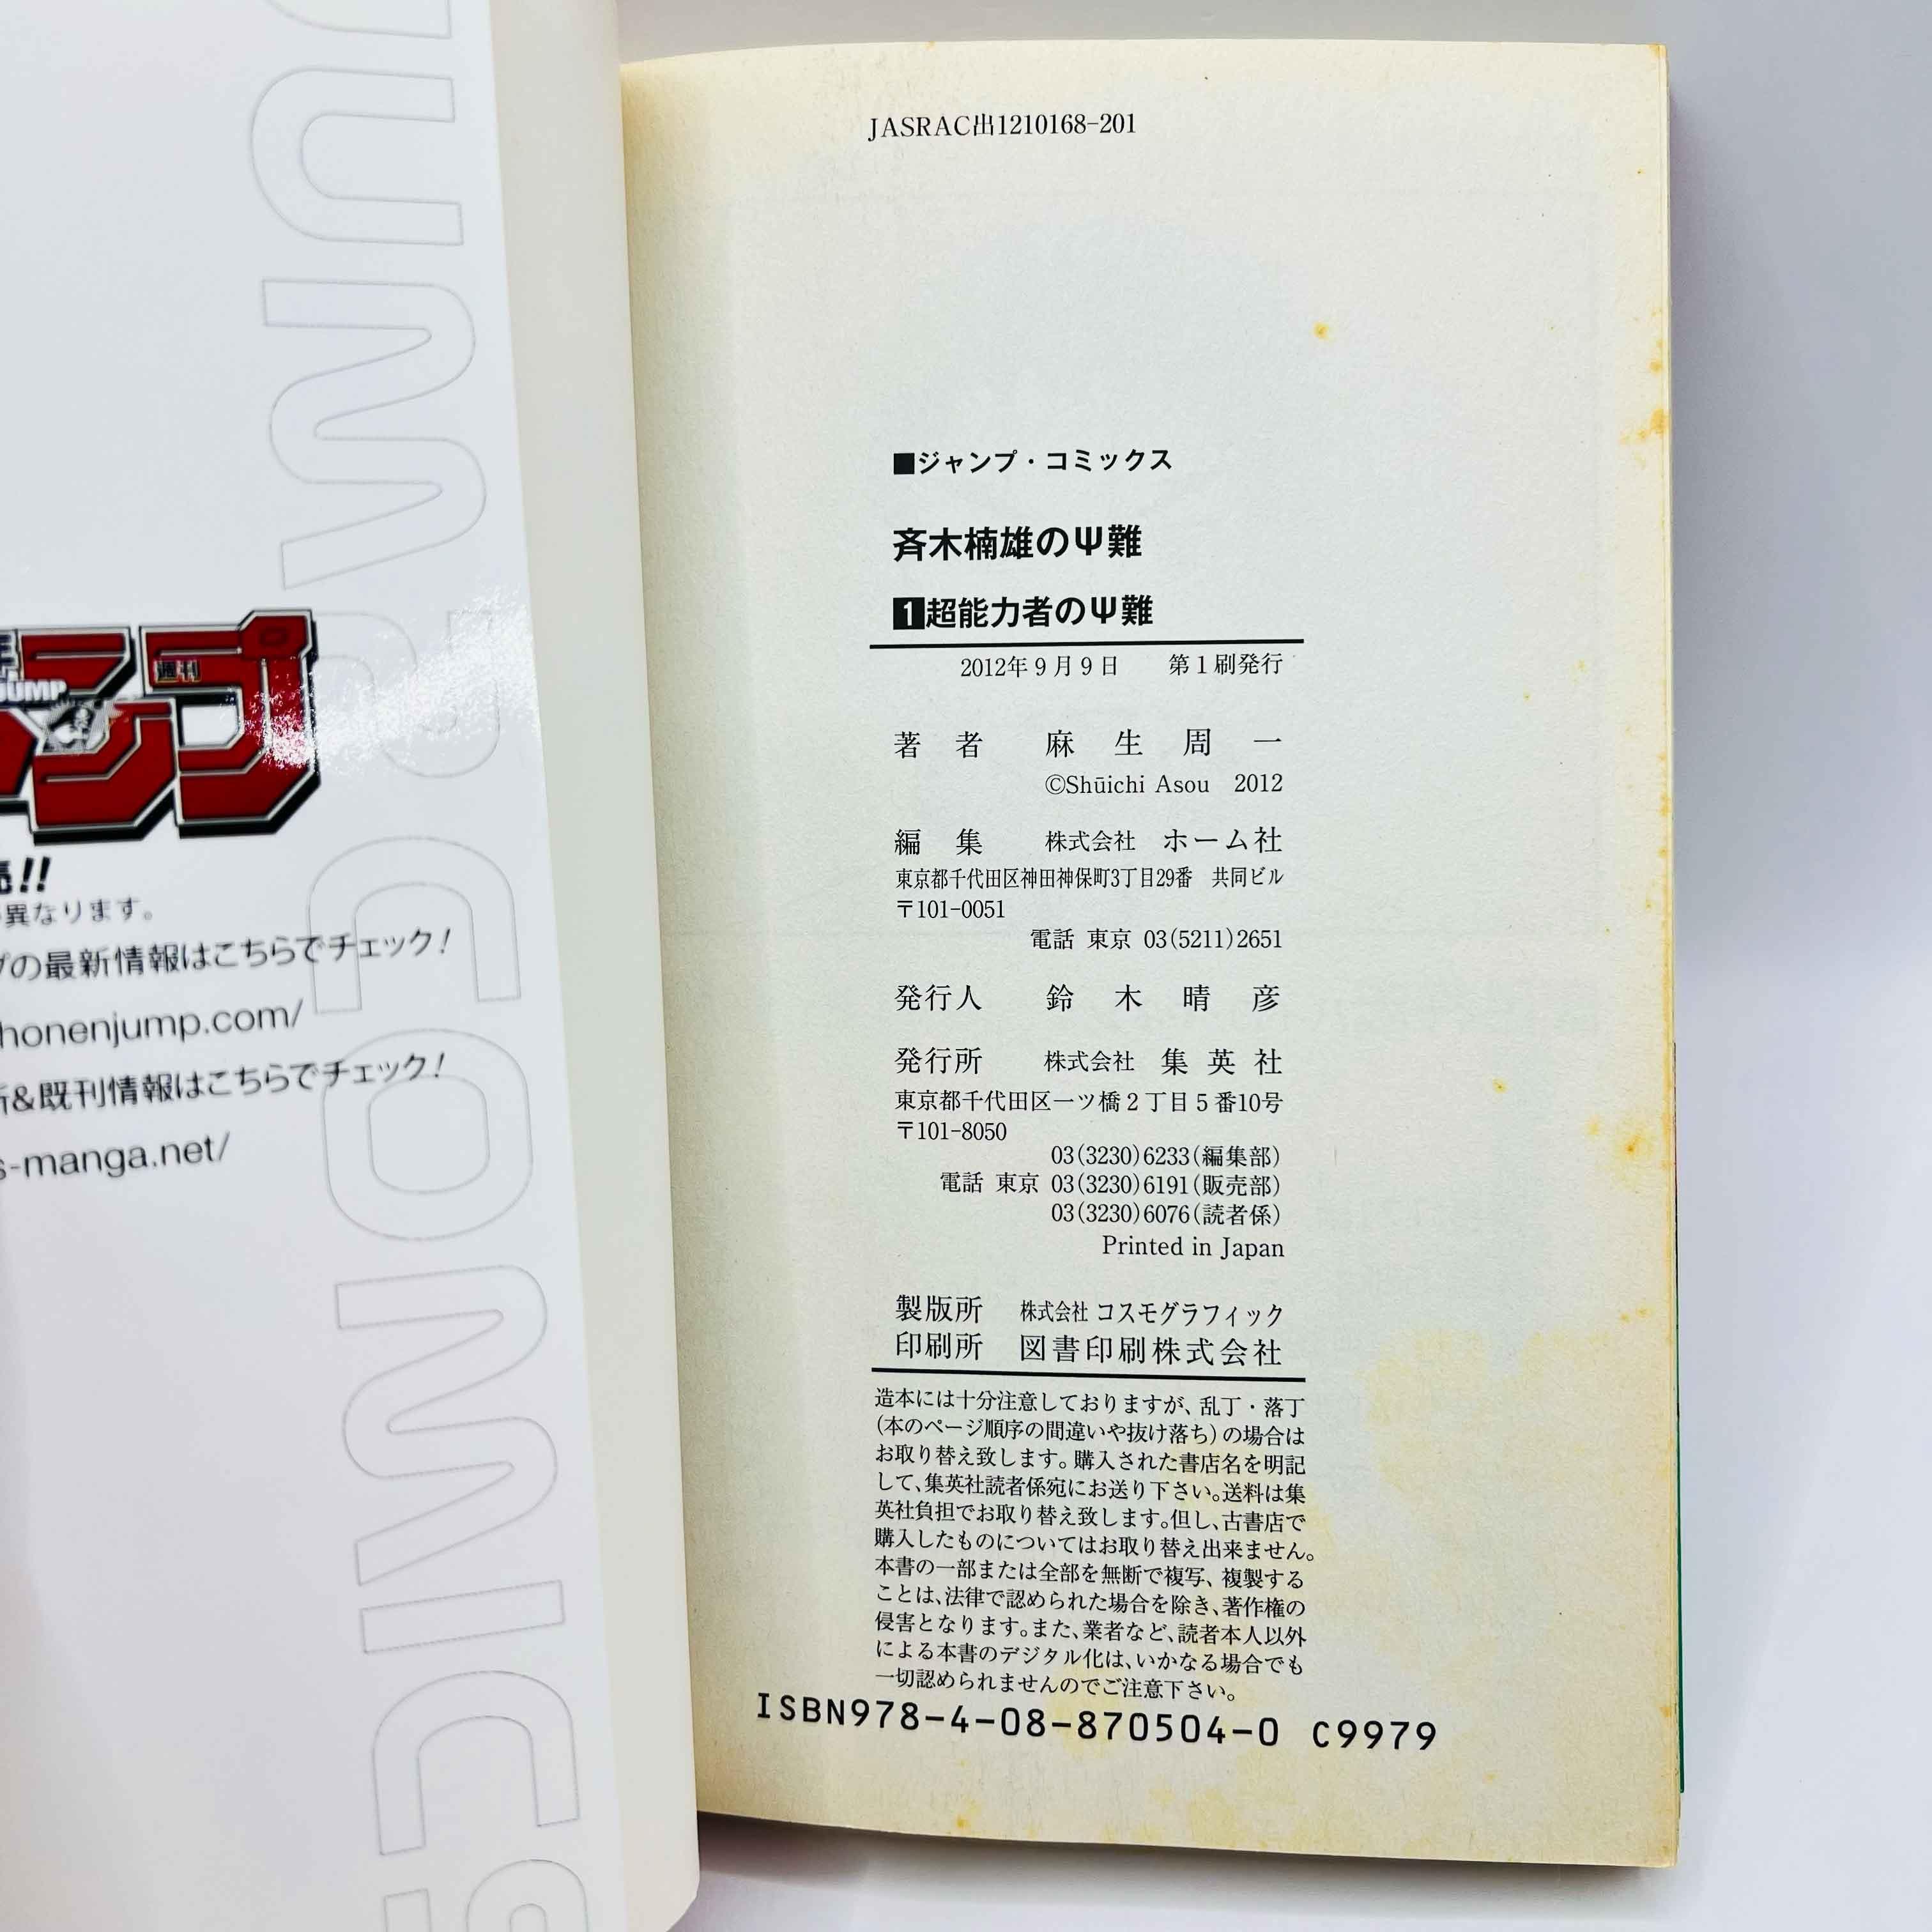 JUMP COMICS
週刊
JUMP
ンプ
売!!
異なります。
プの最新情報はこちらでチェック!
honenjump.com/
新&既刊情報はこちらでチェック!
s-manga.net/
JASRAC出1210168-201
■ジャンプ・コミックス
斉木楠雄のΨ難
1超能力者のΨ難
2012年9月9日　第1刷発行
著者　麻生周一
©Shūichi Asou 2012
編集　株式会社 ホーム社
東京都千代田区神田神保町3丁目29番　共同ビル
〒101-0051
電話 東京 03(5211)2651
発行人　鈴木晴彦
発行所　株式会社 集英社
東京都千代田区一ツ橋2丁目5番10号
〒101-8050
03(3230)6233(編集部)
電話 東京 03(3230)6191(販売部)
03(3230)6076(読者係)
Printed in Japan
製版所　株式会社 コスモグラフィック
印刷所　図書印刷株式会社
造本には十分注意しておりますが、乱丁・落丁
(本のページ順序の間違いや抜け落ち)の場合は
お取り替え致します。購入された書店名を明記
して、集英社読者係宛にお送り下さい。送料は集
英社負担でお取り替え致します。但し、古書店で
購入したものについてはお取り替え出来ません。
本書の一部または全部を無断で複写、複製する
ことは、法律で認められた場合を除き、著作権の
侵害となります。また、業者など、読者本人以外
による本書のデジタル化は、いかなる場合でも
一切認められませんのでご注意下さい。
ISBN978-4-08-870504-0 C9979